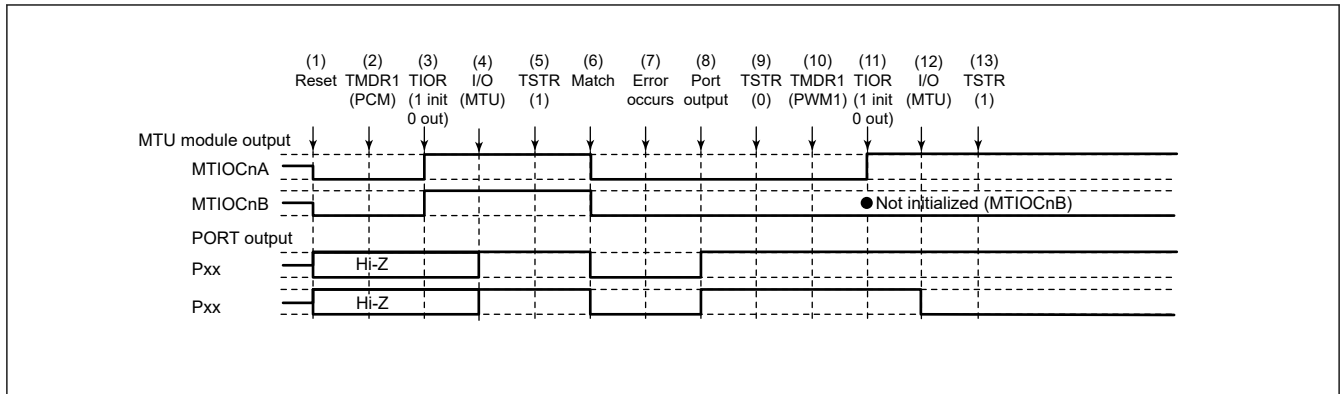 (1) (2) (3) (4) (5) (6) (7) (8) (9) (10) (11) (12) (13)
Reset TMDR1 TIOR I/O TSTR Match Error Port TSTR TMDR1 TIOR I/O TSTR
(PCM) (1 init (MTU) (1) occurs output (0) (PWM1) (1 init (MTU) (1)
0 out) 0 out)
MTU module output
MTIOCnA
MTIOCnB ●Not initialized (MTIOCnB)
PORT output
Pxx Hi-Z
Pxx Hi-Z